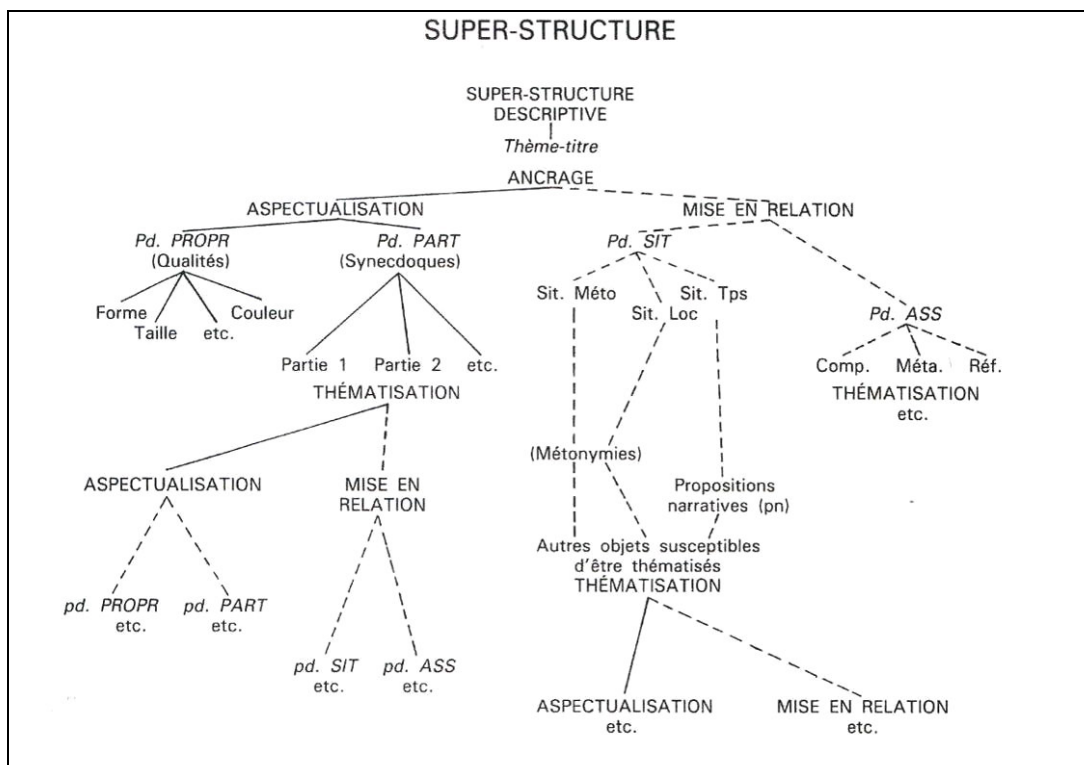 SUPER-STRUCTURE
SUPER-STRUCTURE
DESCRIPTIVE
Thème-titre
ANCRAGE
ASPECTUALISATION
MISE EN RELATION
Pd. PROPR
(Qualités)
Pd. PART
(Synecdoques)
Pd. SIT
Forme
Couleur
Taille
etc.
Sit. Méto
Sit. Tps
Sit. Loc
Pd. ASS
Partie 1
Partie 2
etc.
Comp.
Méta.
Réf.
THÉMATISATION
THÉMATISATION
etc.
(Métonymies)
ASPECTUALISATION
MISE EN
RELATION
Propositions
narratives (pn)
Autres objets susceptibles
d'être thématisés
THÉMATISATION
pd. PROPR
etc.
pd. PART
etc.
pd. SIT
etc.
pd. ASS
etc.
ASPECTUALISATION
etc.
MISE EN RELATION
etc.